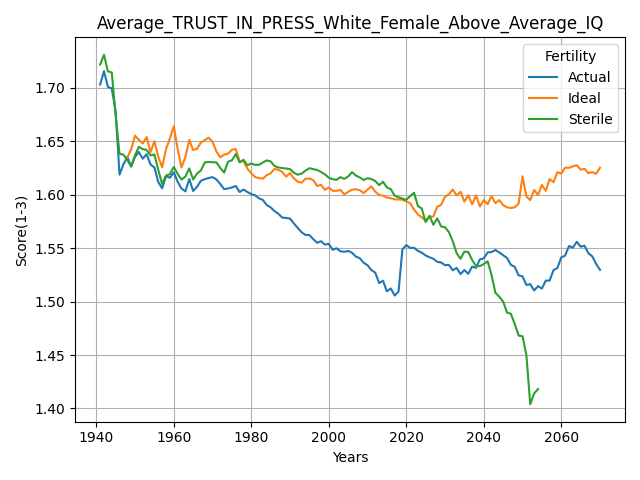 Average_TRUST_IN_PRESS_White_Female_Above_Average_IQ
Fertility
Actual
Ideal
Sterile
Score(1-3)
1.70
1.65
1.60
1.55
1.50
1.45
1.40
1940 1960 1980 2000 2020 2040 2060
Years